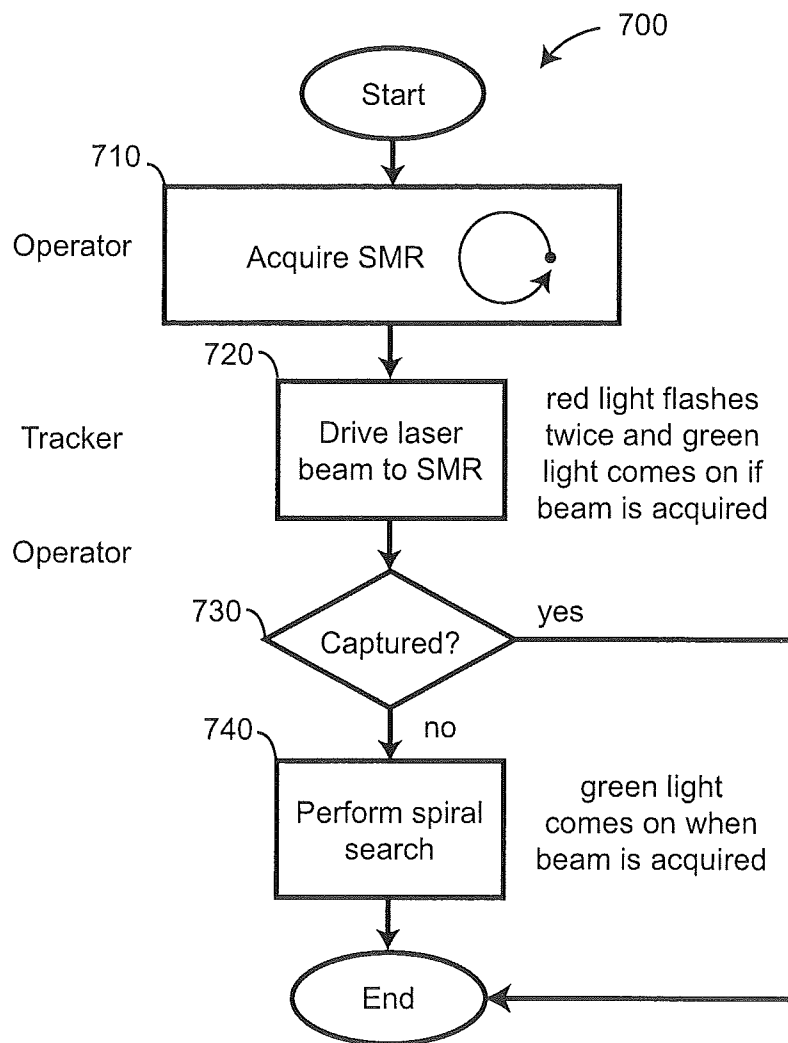 700
Start
710
Operator
Acquire SMR
720
Tracker
Drive laser
beam to SMR
red light flashes
twice and green
light comes on if
beam is acquired
Operator
730
Captured?
yes
no
740
Perform spiral
search
green light
comes on when
beam is acquired
End